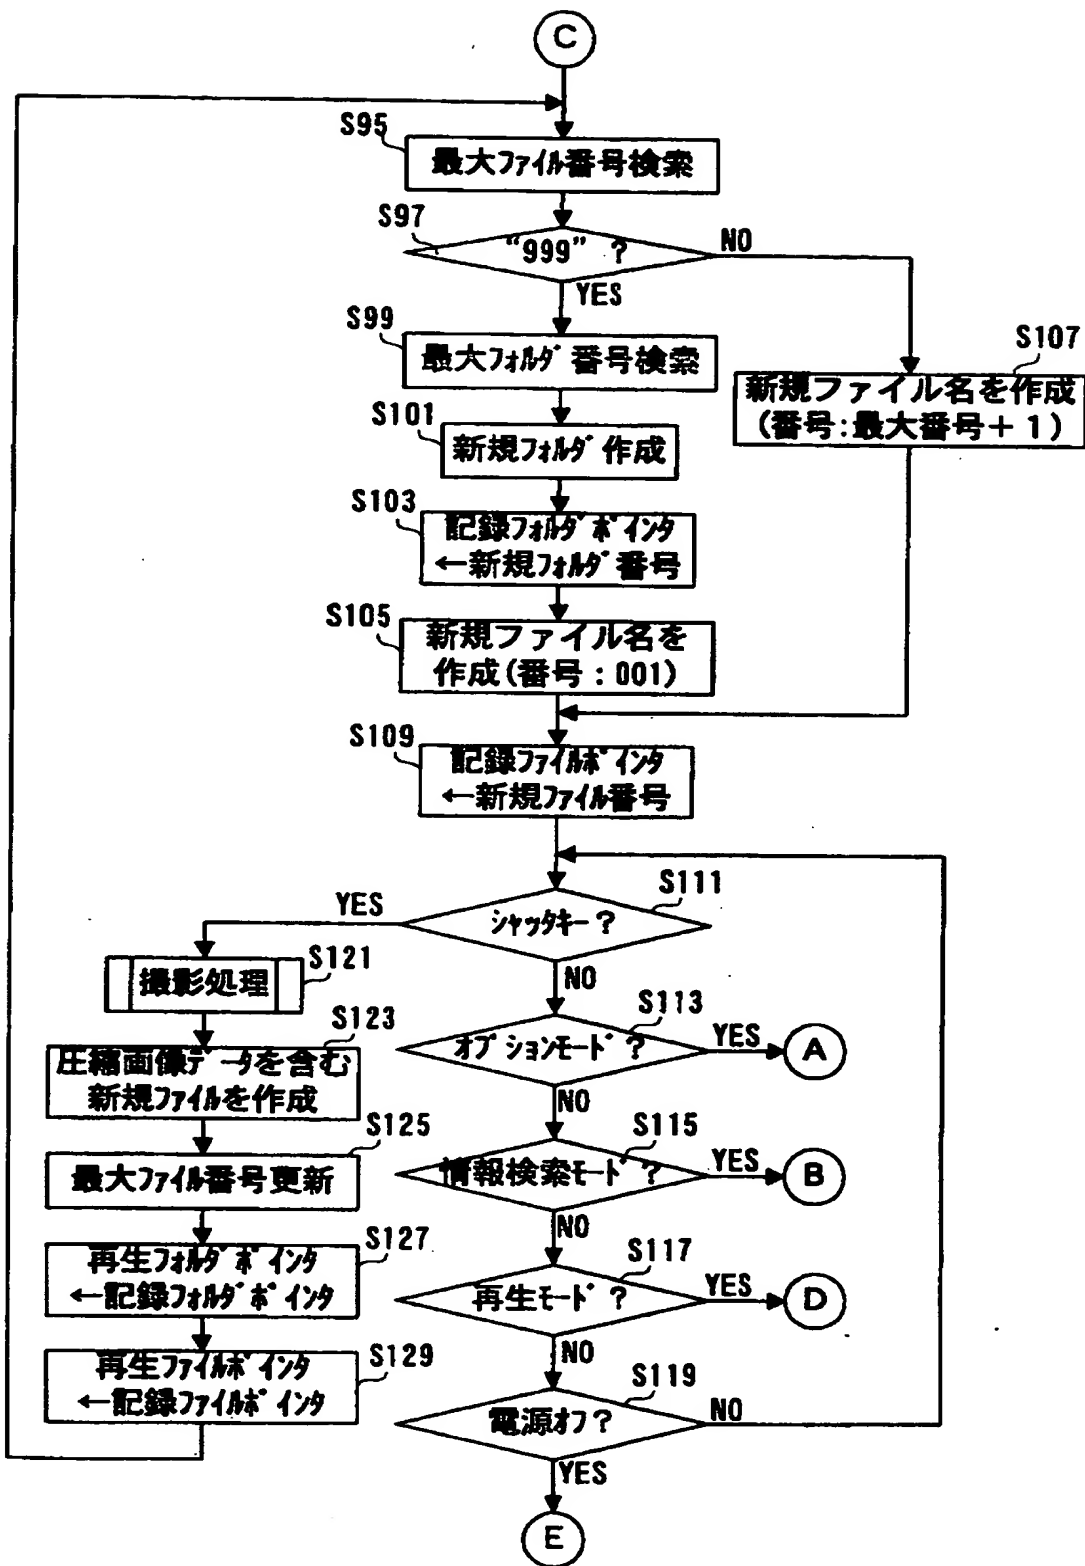 C
S95
最大ファイル番号検索
S97
“999” ?
NO
YES
S99
最大フォルダ番号検索
S107
新規ファイル名を作成
(番号:最大番号+1)
S101
新規フォルダ作成
S103
記録フォルダポインタ
←新規フォルダ番号
S105
新規ファイル名を
作成(番号:001)
S109
記録ファイルポインタ
←新規ファイル番号
S111
シャッタキー?
YES
NO
S121
撮影処理
S113
オプションモード?
YES
A
NO
S123
圧縮画像データを含む
新規ファイルを作成
S115
情報検索モード?
YES
B
NO
S125
最大ファイル番号更新
S117
再生モード?
YES
D
NO
S127
再生フォルダポインタ
←記録フォルダポインタ
S119
電源オフ?
NO
YES
S129
再生ファイルポインタ
←記録ファイルポインタ
E